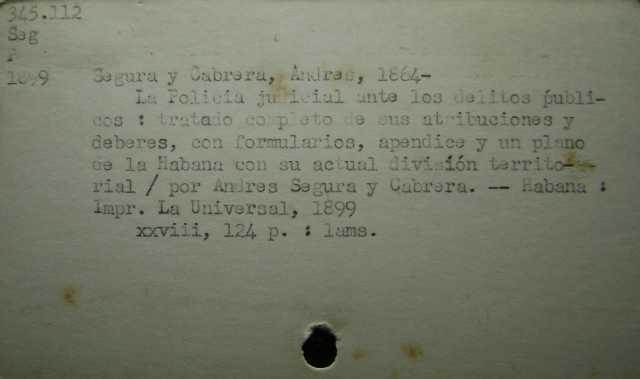 345.112
Seg
P
1899 Segura y Cabrera, Andres, 1864-
La Policía judicial ante los delitos públi-
cos : tratado completo de sus atribuciones y
deberes, con formularios, apendice y un plano
de la Habana con su actual división territo-
rial / por Andres Segura y Cabrera. -- Habana :
Impr. La Universal, 1899
xxviii, 124 p. : lams.